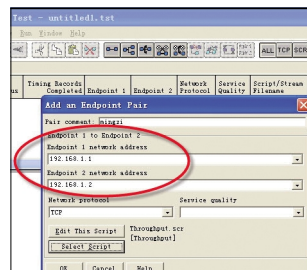 Test - untitled1.tst
Run Window Help
ALL TCP SCR
Timing Records Completed Endpoint 1 Endpoint 2 Network Protocol Service Quality Script/Stream Filename
Add an Endpoint Pair
Pair comment mingzi
Endpoint 1 to Endpoint 2
Endpoint 1 network address
192.168.1.1
Endpoint 2 network address
192.168.1.2
Network protocol Service quality
TCP
Edit This Script Throughput.scr
Select Script [Throughput]
OK Cancel Help